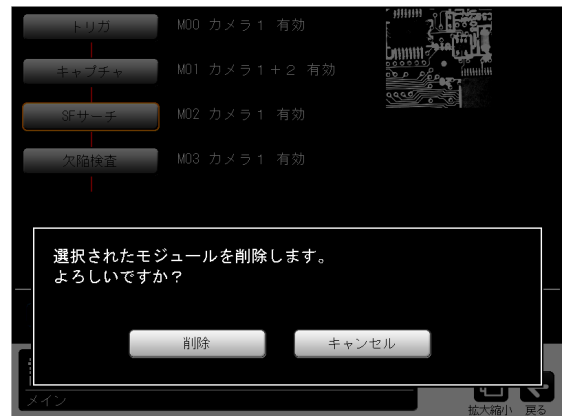 トリガ M00 カメラ1 有効
キャプチャ M01 カメラ1+2 有効
SFサーチ M02 カメラ1 有効
欠陥検査 M03 カメラ1 有効
選択されたモジュールを削除します。
よろしいですか?
削除 キャンセル
メイン
拡大縮小 戻る